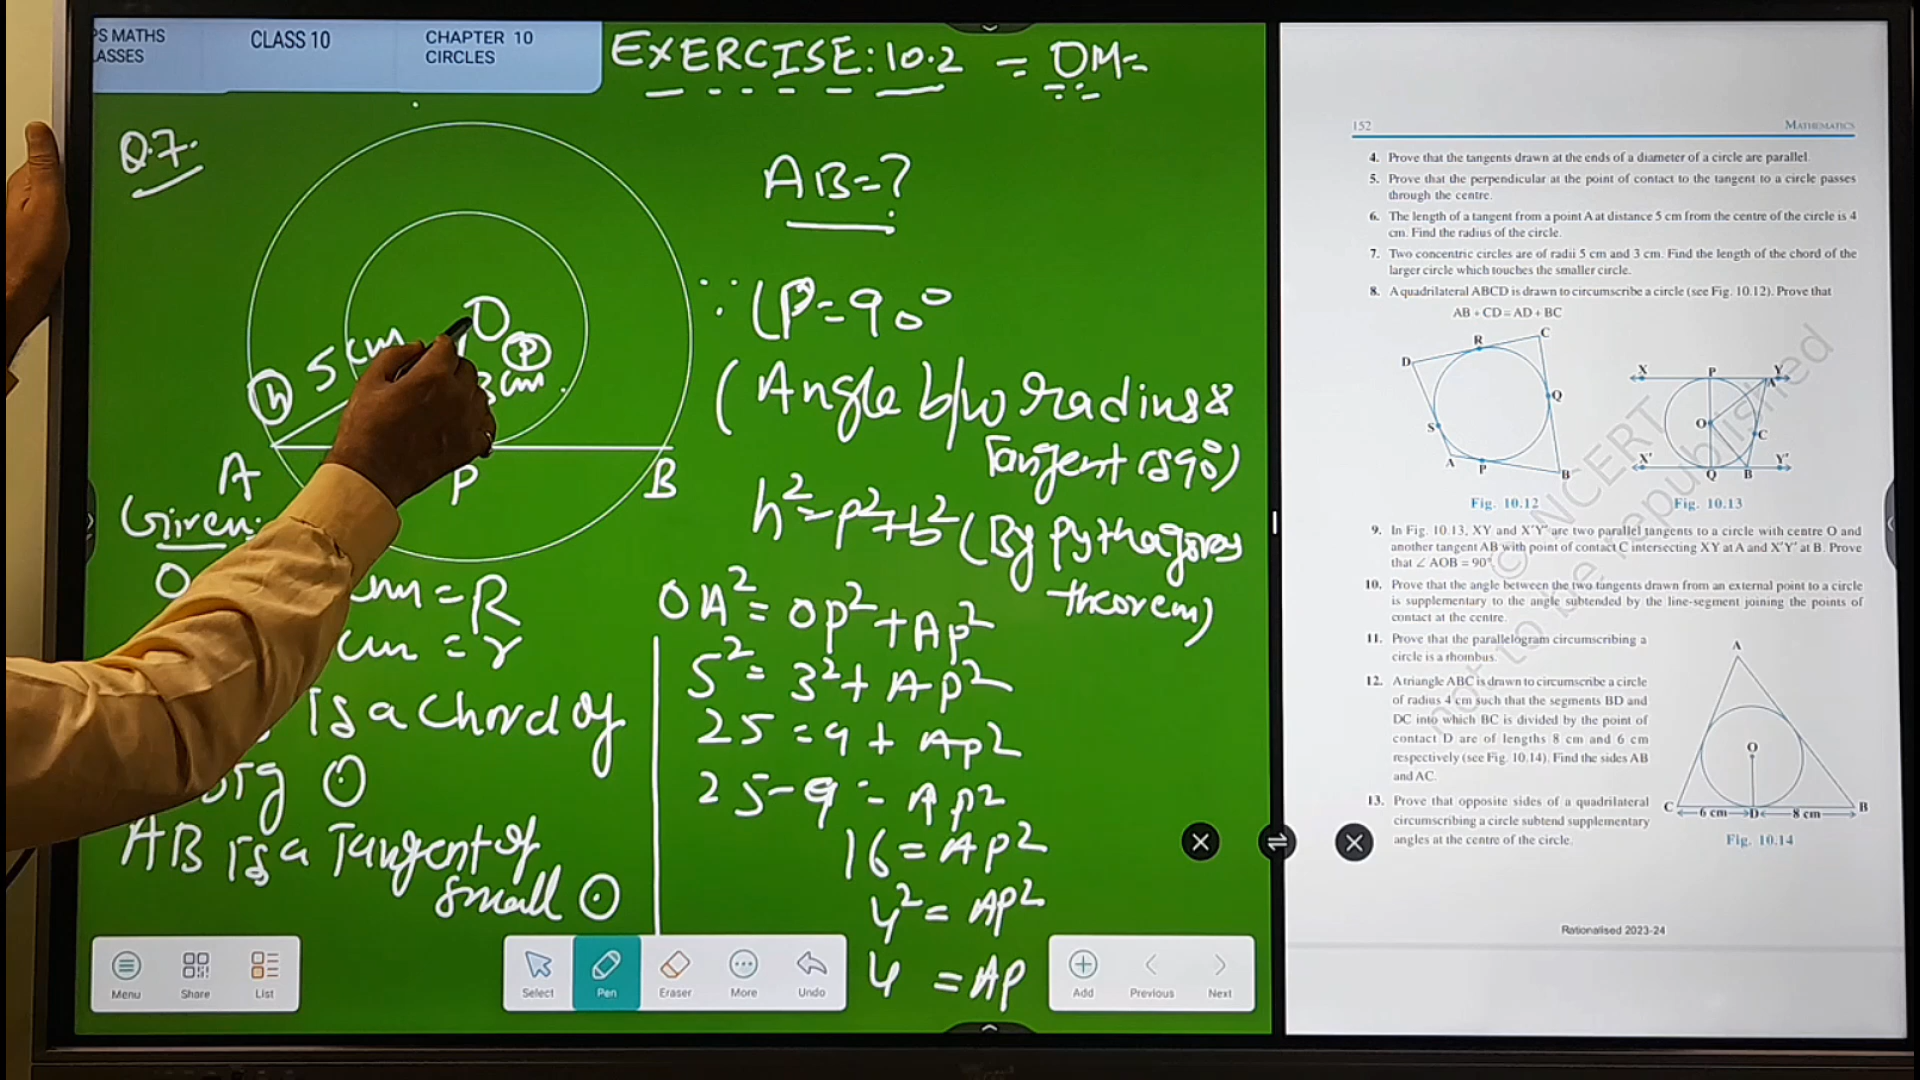 PS MATHS
ASSES
CLASS 10
CHAPTER 10
CIRCLES
EXERCISE: 10.2 = OM=
Q.7.
AB=?
∵ ∠P=90°
(Angle b/w radius &
Tangent is 90°)
h²=p²+b² (By pythagoras
theorem)
OA²=OP²+AP²
5²=3²+AP²
25=9+AP²
25-9=AP²
16=AP²
4²=AP²
4=AP
O
P
3cm
5cm
h
A
P
B
Given:
O
cm=R
cm=r
is a chord of
O
AB is a Tangent of
small O
Menu
Share
List
Select
Pen
Eraser
More
Undo
Add
Previous
Next
152
MATHEMATICS
4. Prove that the tangents drawn at the ends of a diameter of a circle are parallel.
5. Prove that the perpendicular at the point of contact to the tangent to a circle passes
through the centre.
6. The length of a tangent from a point A at distance 5 cm from the centre of the circle is 4
cm. Find the radius of the circle.
7. Two concentric circles are of radii 5 cm and 3 cm. Find the length of the chord of the
larger circle which touches the smaller circle.
8. A quadrilateral ABCD is drawn to circumscribe a circle (see Fig. 10.12). Prove that
AB + CD = AD + BC
D
R
C
Q
S
A
P
B
X
P
Y
A
O
C
X'
Q
B
Y'
Fig. 10.12
Fig. 10.13
9. In Fig. 10.13, XY and X'Y' are two parallel tangents to a circle with centre O and
another tangent AB with point of contact C intersecting XY at A and X'Y' at B. Prove
that ∠ AOB = 90°.
10. Prove that the angle between the two tangents drawn from an external point to a circle
is supplementary to the angle subtended by the line-segment joining the points of
contact at the centre.
11. Prove that the parallelogram circumscribing a
circle is a rhombus.
12. A triangle ABC is drawn to circumscribe a circle
of radius 4 cm such that the segments BD and
DC into which BC is divided by the point of
contact D are of lengths 8 cm and 6 cm
respectively (see Fig. 10.14). Find the sides AB
and AC.
13. Prove that opposite sides of a quadrilateral
circumscribing a circle subtend supplementary
angles at the centre of the circle.
A
O
C
6 cm
D
8 cm
B
Fig. 10.14
© NCERT
not to be republished
Rationalised 2023-24